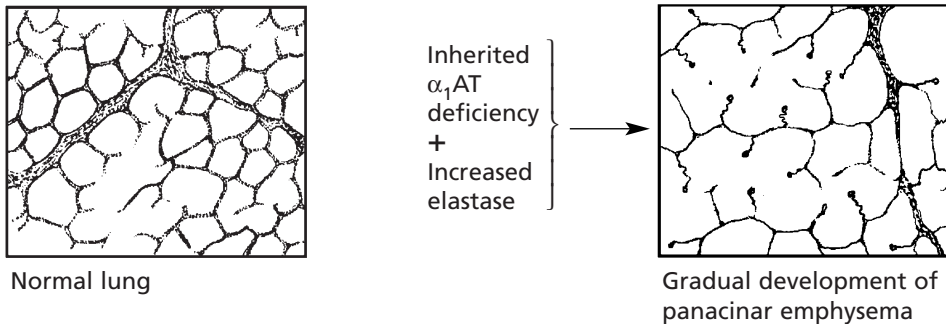 Normal lung
Inherited
α₁AT
deficiency
+
Increased
elastase
Gradual development of
panacinar emphysema